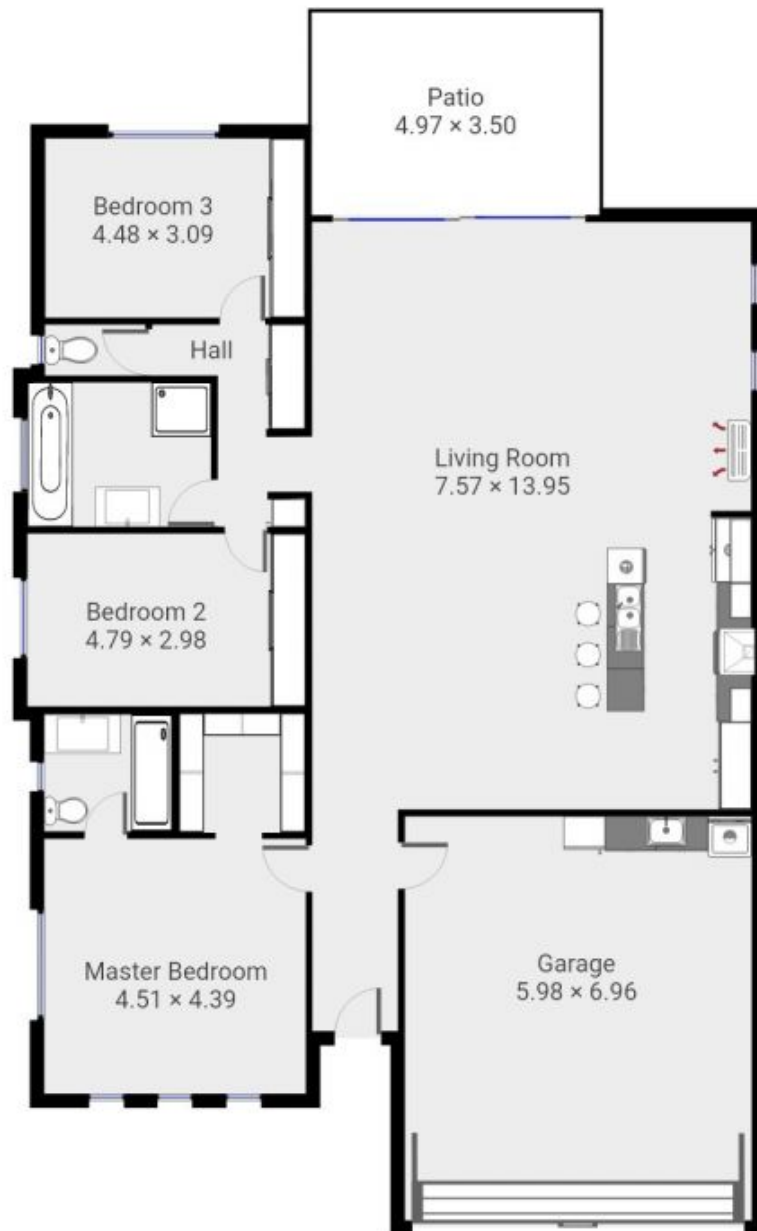 Patio
4.97 × 3.50
Bedroom 3
4.48 × 3.09
Hall
Living Room
7.57 × 13.95
Bedroom 2
4.79 × 2.98
Master Bedroom
4.51 × 4.39
Garage
5.98 × 6.96